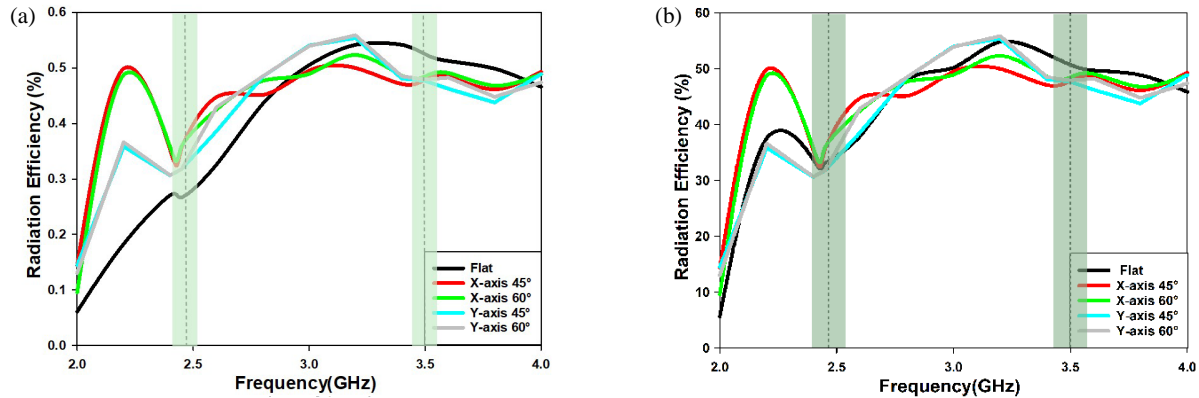 (a)
Radiation Efficiency (%)
0.6
0.5
0.4
0.3
0.2
0.1
0.0
Flat
X-axis 45°
X-axis 60°
Y-axis 45°
Y-axis 60°
2.0 2.5 3.0 3.5 4.0
Frequency(GHz)
(b)
Radiation Efficiency (%)
60
50
40
30
20
10
0
Flat
X-axis 45°
X-axis 60°
Y-axis 45°
Y-axis 60°
2.0 2.5 3.0 3.5 4.0
Frequency(GHz)